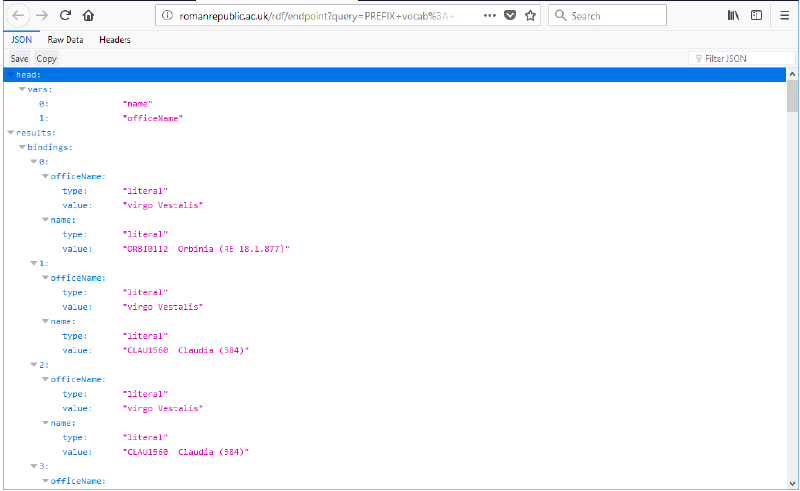 romanrepublic.ac.uk/rdf/endpoint?query=PREFIX+vocab%3A+
Search
JSON Raw Data Headers
Save Copy Filter JSON
head:
vars:
0: "name"
1: "officeName"
results:
bindings:
0:
officeName:
type: "literal"
value: "virgo Vestalis"
name:
type: "literal"
value: "ORBI0112 Orbinia (RE 18.1.877)"
1:
officeName:
type: "literal"
value: "virgo Vestalis"
name:
type: "literal"
value: "CLAU1560 Claudia (384)"
2:
officeName:
type: "literal"
value: "virgo Vestalis"
name:
type: "literal"
value: "CLAU1560 Claudia (384)"
3:
officeName: